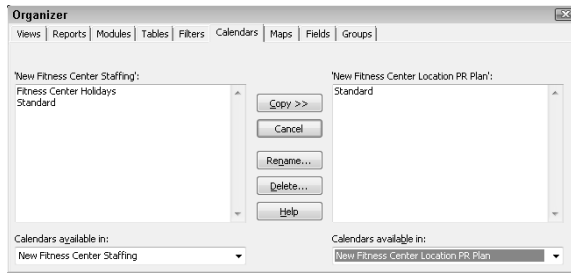 Organizer
Views Reports Modules Tables Filters Calendars Maps Fields Groups
'New Fitness Center Staffing':
Fitness Center Holidays
Standard
Copy >>
Cancel
Rename...
Delete...
Help
'New Fitness Center Location PR Plan':
Standard
Calendars available in:
New Fitness Center Staffing
Calendars available in:
New Fitness Center Location PR Plan